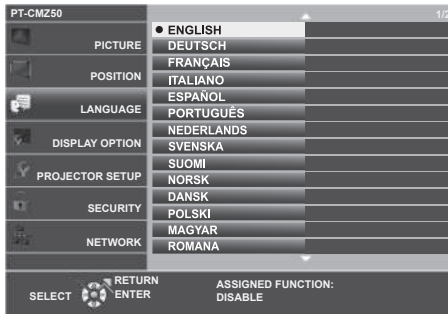 PT-CMZ50 1/2
PICTURE
POSITION
LANGUAGE
DISPLAY OPTION
PROJECTOR SETUP
SECURITY
NETWORK
● ENGLISH
DEUTSCH
FRANÇAIS
ITALIANO
ESPAÑOL
PORTUGUÊS
NEDERLANDS
SVENSKA
SUOMI
NORSK
DANSK
POLSKI
MAGYAR
ROMANA
SELECT
RETURN
ENTER
ASSIGNED FUNCTION:
DISABLE